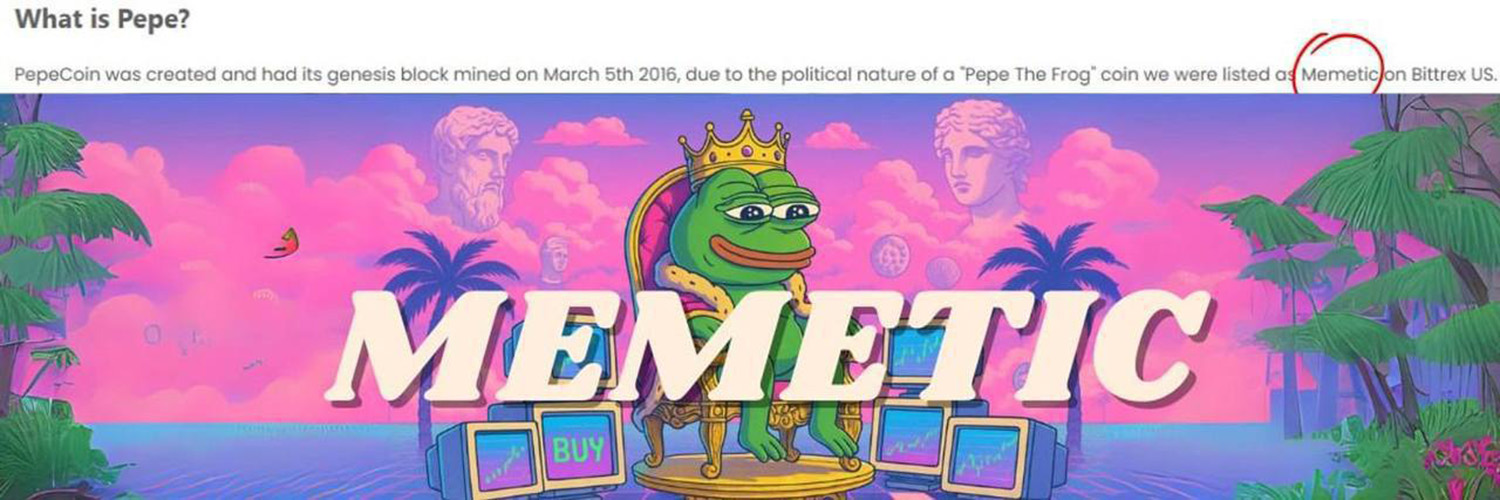 What is Pepe?
PepeCoin was created and had its genesis block mined on March 5th 2016, due to the political nature of a "Pepe The Frog" coin we were listed as Memetic on Bittrex US.
MEMETIC
BUY